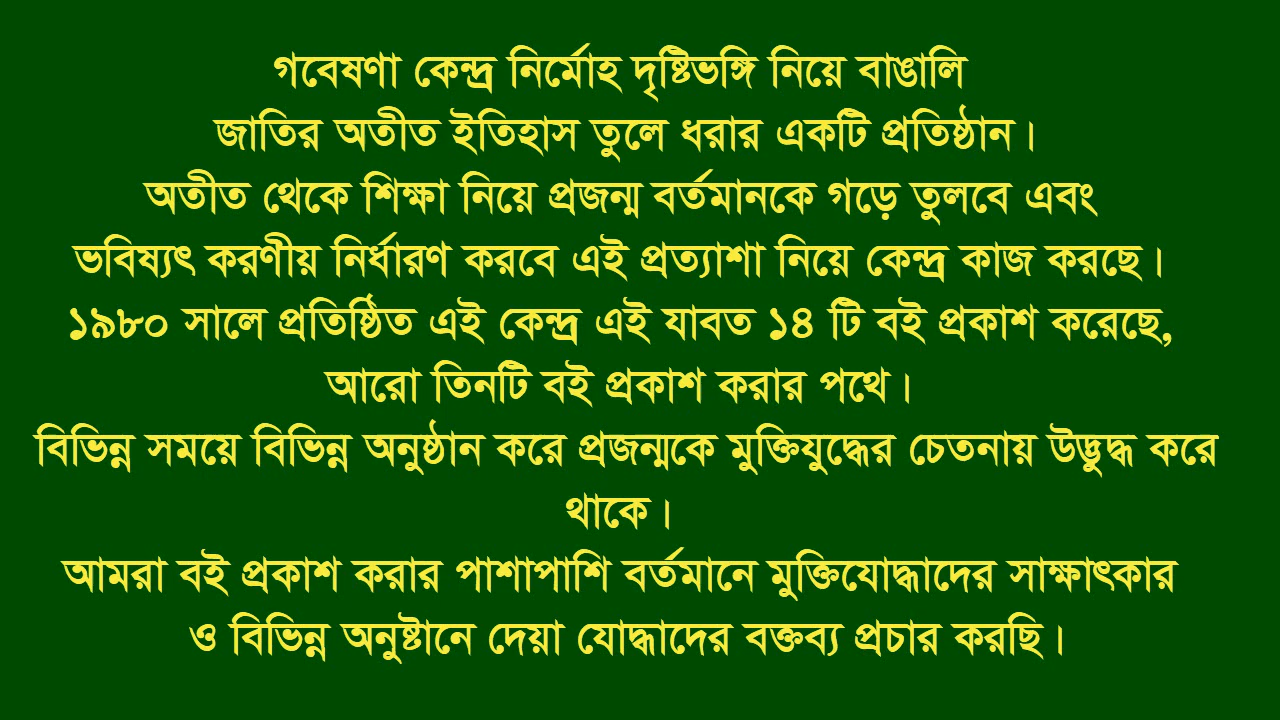 গবেষণা কেন্দ্র নির্মোহ দৃষ্টিভঙ্গি নিয়ে বাঙালি
জাতির অতীত ইতিহাস তুলে ধরার একটি প্রতিষ্ঠান।
অতীত থেকে শিক্ষা নিয়ে প্রজন্ম বর্তমানকে গড়ে তুলবে এবং
ভবিষ্যৎ করণীয় নির্ধারণ করবে এই প্রত্যাশা নিয়ে কেন্দ্র কাজ করছে।
১৯৮০ সালে প্রতিষ্ঠিত এই কেন্দ্র এই যাবত ১৪ টি বই প্রকাশ করেছে,
আরো তিনটি বই প্রকাশ করার পথে।
বিভিন্ন সময়ে বিভিন্ন অনুষ্ঠান করে প্রজন্মকে মুক্তিযুদ্ধের চেতনায় উদ্ভুদ্ধ করে
থাকে।
আমরা বই প্রকাশ করার পাশাপাশি বর্তমানে মুক্তিযোদ্ধাদের সাক্ষাৎকার
ও বিভিন্ন অনুষ্টানে দেয়া যোদ্ধাদের বক্তব্য প্রচার করছি।